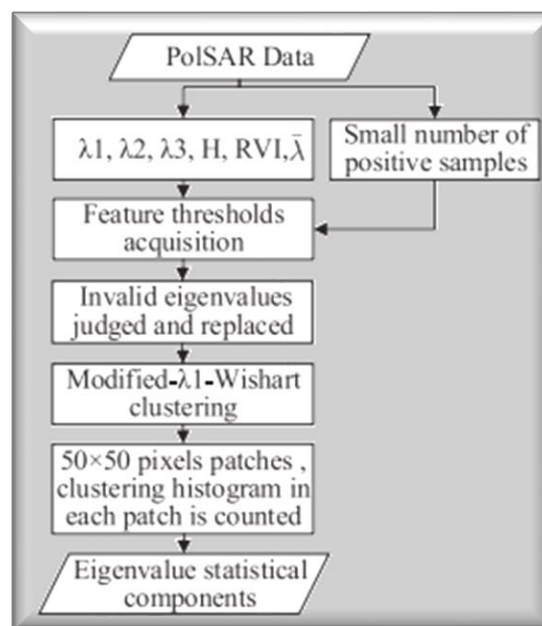 PolSAR Data
λ1, λ2, λ3, H, RVI,λ̄
Small number of
positive samples
Feature thresholds
acquisition
Invalid eigenvalues
judged and replaced
Modified-λ1-Wishart
clustering
50×50 pixels patches ,
clustering histogram in
each patch is counted
Eigenvalue statistical
components